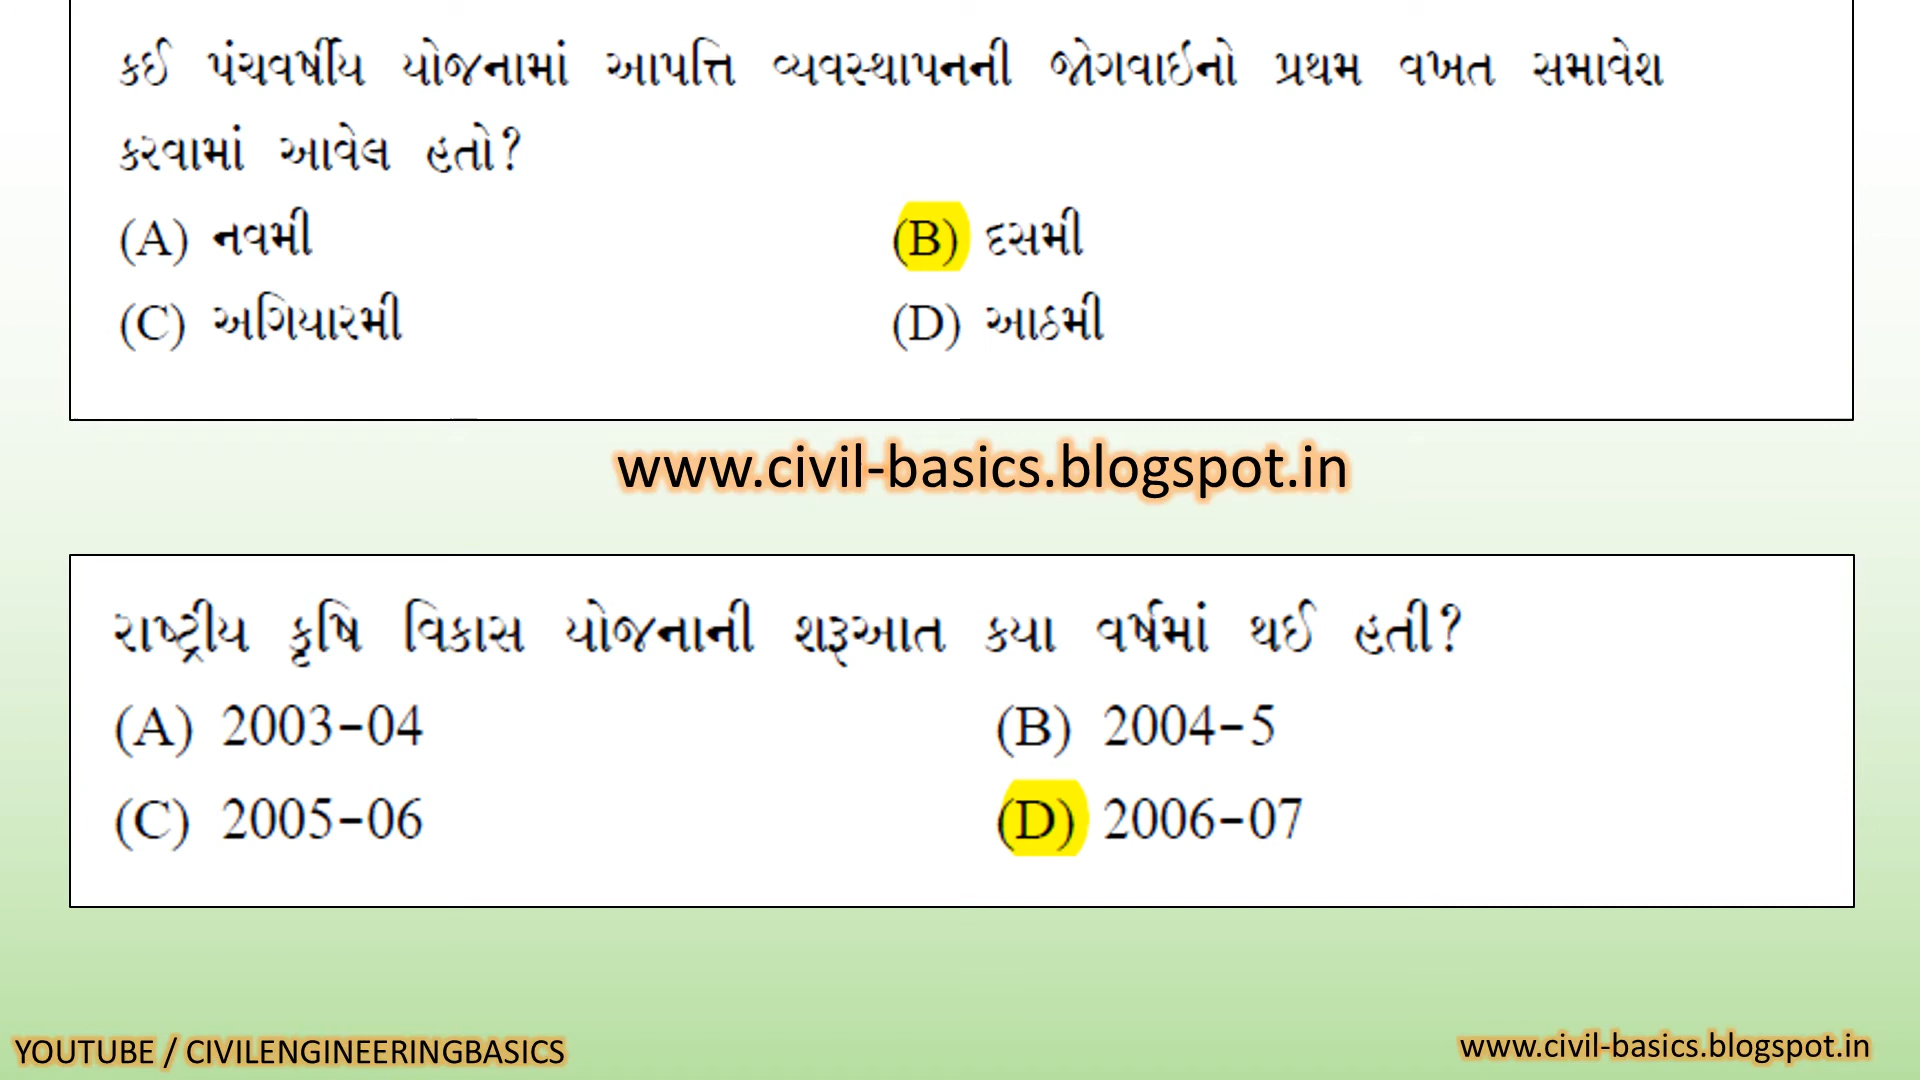 કઈ પંચવર્ષીય યોજનામાં આપત્તિ વ્યવસ્થાપનની જોગવાઇનો પ્રથમ વખત સમાવેશ
કરવામાં આવેલ હતો?
(A) નવમી (B) દસમી
(C) અગિયારમી (D) આઠમી
www.civil-basics.blogspot.in
રાષ્ટ્રીય કૃષિ વિકાસ યોજનાની શરૂઆત કયા વર્ષમાં થઈ હતી?
(A) 2003-04 (B) 2004-5
(C) 2005-06 (D) 2006-07
YOUTUBE / CIVILENGINEERINGBASICS www.civil-basics.blogspot.in